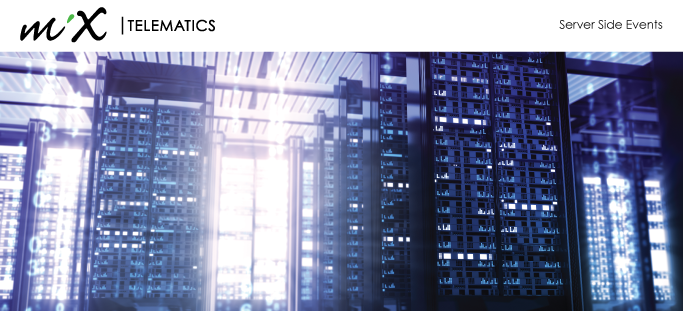 mix | TELEMATICS
Server Side Events